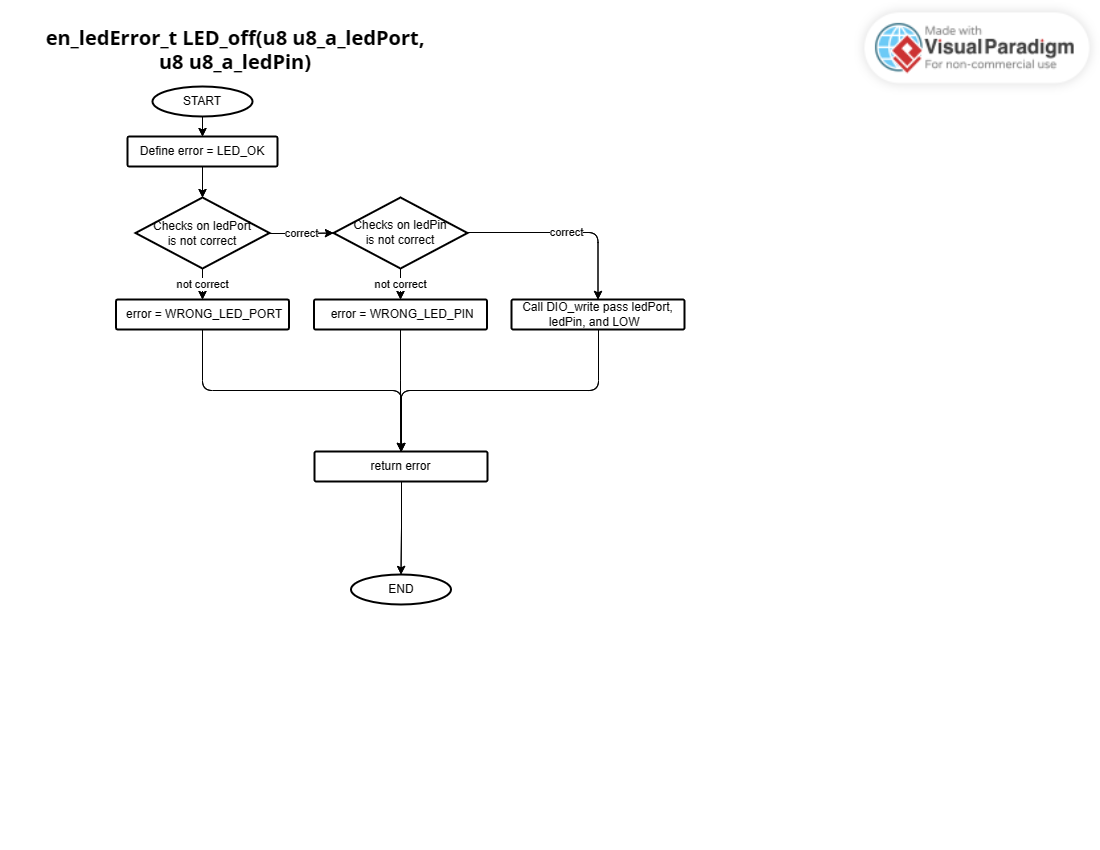 en_ledError_t LED_off(u8 u8_a_ledPort,
u8 u8_a_ledPin)
Made with
VisualParadigm
For non-commercial use
START
Define error = LED_OK
Checks on ledPort
is not correct
correct
Checks on ledPin
is not correct
correct
not correct
not correct
error = WRONG_LED_PORT
error = WRONG_LED_PIN
Call DIO_write pass ledPort,
ledPin, and LOW
return error
END